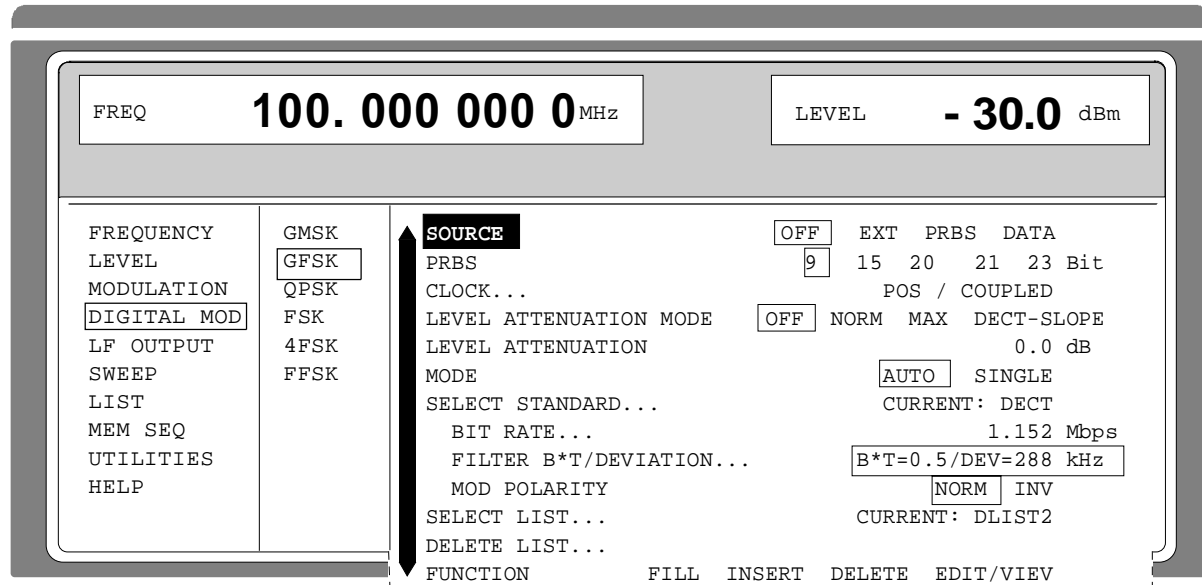 FREQ 100. 000 000 0 MHz LEVEL - 30.0 dBm
FREQUENCY GMSK SOURCE OFF EXT PRBS DATA
LEVEL GFSK PRBS 9 15 20 21 23 Bit
MODULATION QPSK CLOCK... POS / COUPLED
DIGITAL MOD FSK LEVEL ATTENUATION MODE OFF NORM MAX DECT-SLOPE
LF OUTPUT 4FSK LEVEL ATTENUATION 0.0 dB
SWEEP FFSK MODE AUTO SINGLE
LIST SELECT STANDARD... CURRENT: DECT
MEM SEQ BIT RATE... 1.152 Mbps
UTILITIES FILTER B*T/DEVIATION... B*T=0.5/DEV=288 kHz
HELP MOD POLARITY NORM INV
SELECT LIST... CURRENT: DLIST2
DELETE LIST...
FUNCTION FILL INSERT DELETE EDIT/VIEV